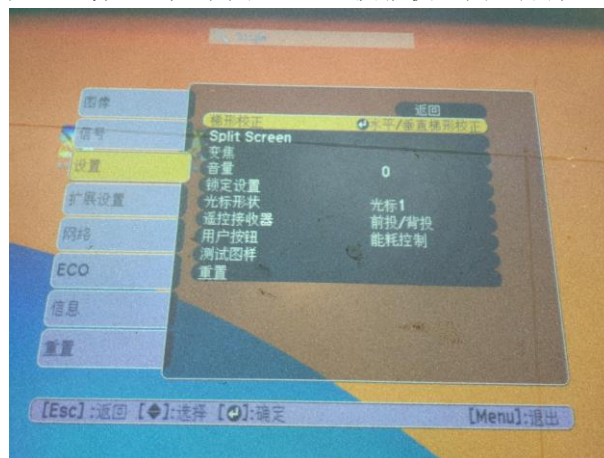 图像
信号
设置
扩展设置
网络
ECO
信息
重置
返回
梯形校正 水平/垂直梯形校正
Split Screen
变焦
音量 0
锁定设置
光标形状 光标1
遥控接收器 前投/背投
用户按钮 能耗控制
测试图样
重置
[Esc]:返回 [◆]:选择 [↵]:确定 [Menu]:退出